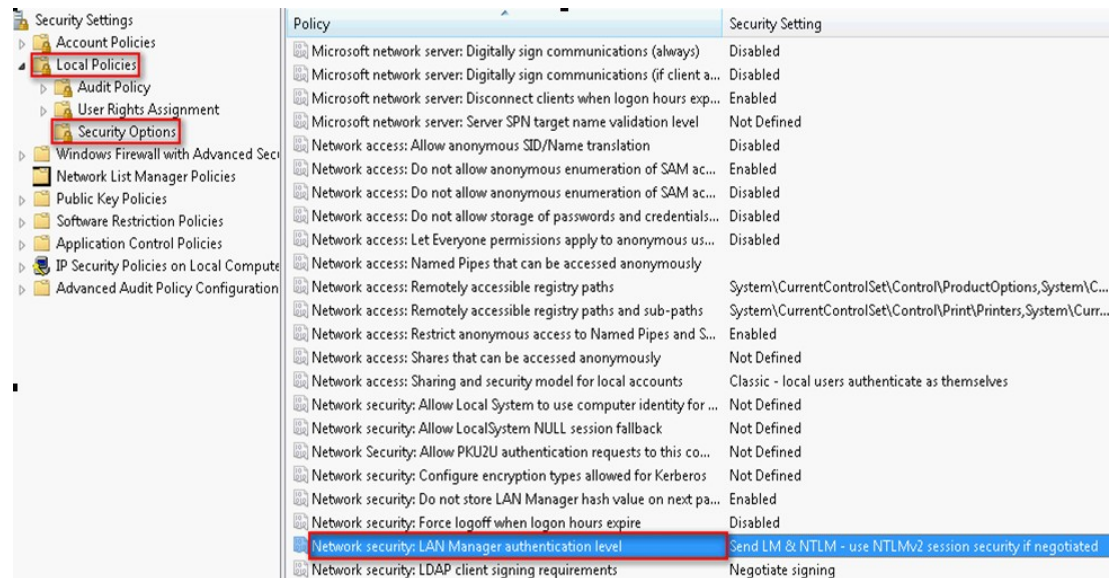 Security Settings
Account Policies
Local Policies
Audit Policy
User Rights Assignment
Security Options
Windows Firewall with Advanced Secu
Network List Manager Policies
Public Key Policies
Software Restriction Policies
Application Control Policies
IP Security Policies on Local Compute
Advanced Audit Policy Configuration
Policy Security Setting
Microsoft network server: Digitally sign communications (always) Disabled
Microsoft network server: Digitally sign communications (if client a... Disabled
Microsoft network server: Disconnect clients when logon hours exp... Enabled
Microsoft network server: Server SPN target name validation level Not Defined
Network access: Allow anonymous SID/Name translation Disabled
Network access: Do not allow anonymous enumeration of SAM ac... Enabled
Network access: Do not allow anonymous enumeration of SAM ac... Disabled
Network access: Do not allow storage of passwords and credentials... Disabled
Network access: Let Everyone permissions apply to anonymous us... Disabled
Network access: Named Pipes that can be accessed anonymously
Network access: Remotely accessible registry paths System\CurrentControlSet\Control\ProductOptions,System\C...
Network access: Remotely accessible registry paths and sub-paths System\CurrentControlSet\Control\Print\Printers,System\Curr...
Network access: Restrict anonymous access to Named Pipes and S... Enabled
Network access: Shares that can be accessed anonymously Not Defined
Network access: Sharing and security model for local accounts Classic - local users authenticate as themselves
Network security: Allow Local System to use computer identity for ... Not Defined
Network security: Allow LocalSystem NULL session fallback Not Defined
Network Security: Allow PKU2U authentication requests to this co... Not Defined
Network security: Configure encryption types allowed for Kerberos Not Defined
Network security: Do not store LAN Manager hash value on next pa... Enabled
Network security: Force logoff when logon hours expire Disabled
Network security: LAN Manager authentication level Send LM & NTLM - use NTLMv2 session security if negotiated
Network security: LDAP client signing requirements Negotiate signing